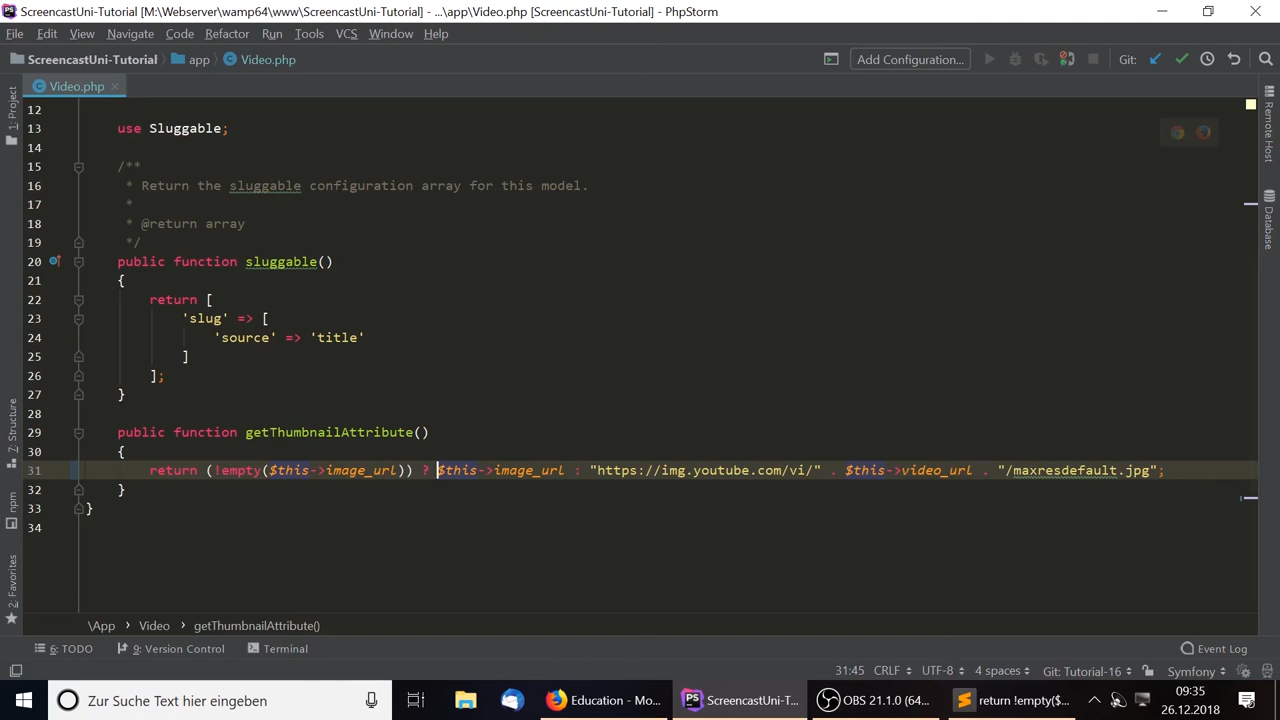 ScreencastUni-Tutorial [M:\Webserver\wamp64\www\ScreencastUni-Tutorial] - ...\app\Video.php [ScreencastUni-Tutorial] - PhpStorm
File Edit View Navigate Code Refactor Run Tools VCS Window Help
ScreencastUni-Tutorial app Video.php Add Configuration... Git:
Video.php
12
13 use Sluggable;
14
15 /**
16 * Return the sluggable configuration array for this model.
17 *
18 * @return array
19 */
20 public function sluggable()
21 {
22 return [
23 'slug' => [
24 'source' => 'title'
25 ]
26 ];
27 }
28
29 public function getThumbnailAttribute()
30 {
31 return (!empty($this->image_url)) ? $this->image_url : "https://img.youtube.com/vi/" . $this->video_url . "/maxresdefault.jpg";
32 }
33 }
34
1: Project
7: Structure
npm
2: Favorites
Remote Host
Database
\App Video getThumbnailAttribute()
6: TODO 9: Version Control Terminal Event Log
31:45 CRLF UTF-8 4 spaces Git: Tutorial-16 Symfony
Zur Suche Text hier eingeben
Education - Mo...
PS ScreencastUni-T...
OBS 21.1.0 (64...
return !empty($...
09:35
26.12.2018